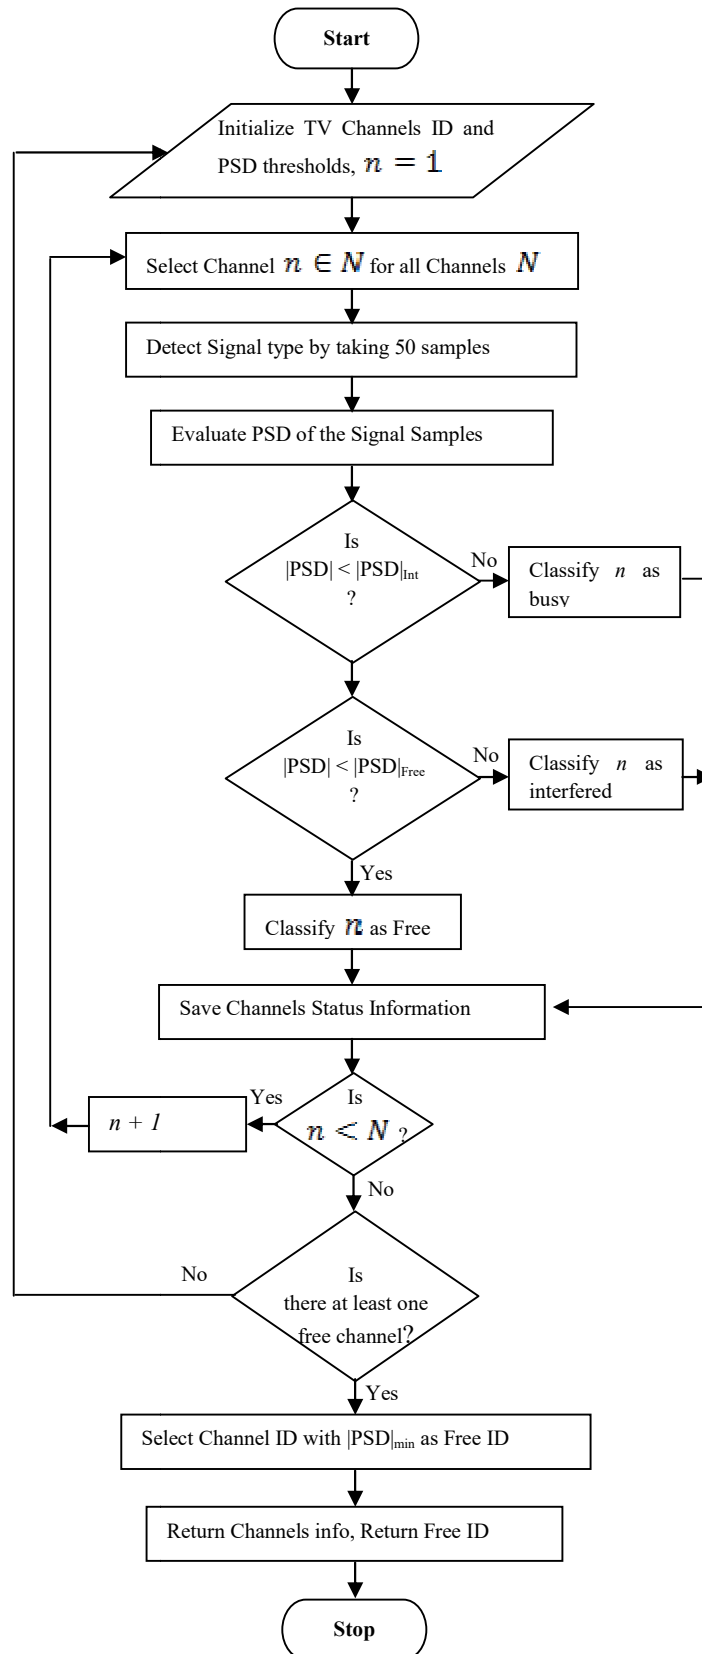 Start
Initialize TV Channels ID and
PSD thresholds, n = 1
Select Channel n ∈ N for all Channels N
Detect Signal type by taking 50 samples
Evaluate PSD of the Signal Samples
Is
|PSD| < |PSD|Int
?
No
Classify n as
busy
Is
|PSD| < |PSD|Free
?
No
Classify n as
interfered
Yes
Classify n as Free
Save Channels Status Information
Is
n < N ?
Yes
n + 1
No
Is
there at least one
free channel?
No
Yes
Select Channel ID with |PSD|min as Free ID
Return Channels info, Return Free ID
Stop